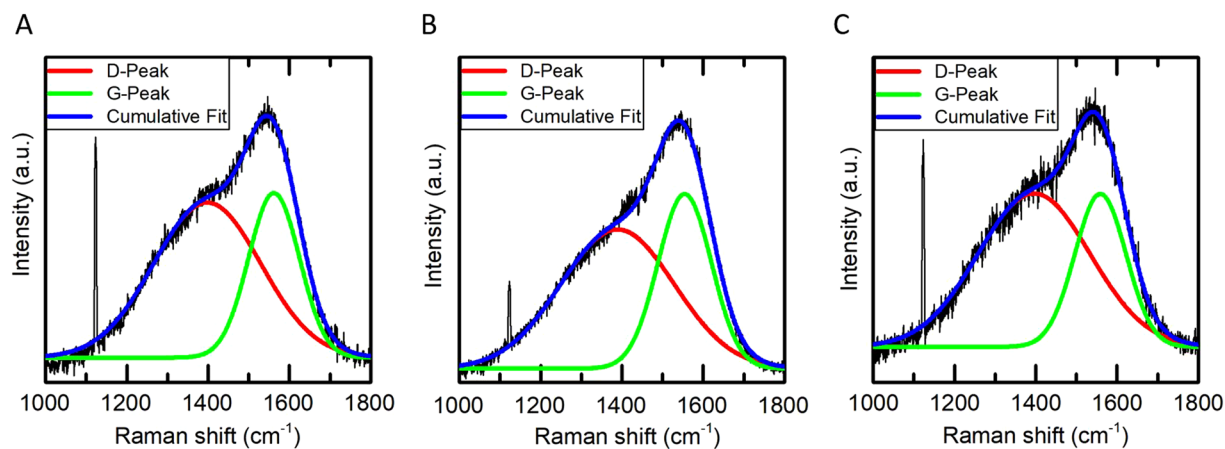 A
D-Peak
G-Peak
Cumulative Fit
Intensity (a.u.)
1000 1200 1400 1600 1800
Raman shift (cm⁻¹)
B
D-Peak
G-Peak
Cumulative Fit
Intensity (a.u.)
1000 1200 1400 1600 1800
Raman shift (cm⁻¹)
C
D-Peak
G-Peak
Cumulative Fit
Intensity (a.u.)
1000 1200 1400 1600 1800
Raman shift (cm⁻¹)